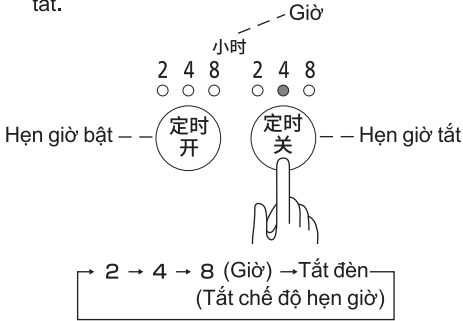 tắt.
Giờ
小时
2 4 8 2 4 8
Hẹn giờ bật 定时 开 定时 关 Hẹn giờ tắt
2 → 4 → 8 (Giờ) → Tắt đèn
(Tắt chế độ hẹn giờ)